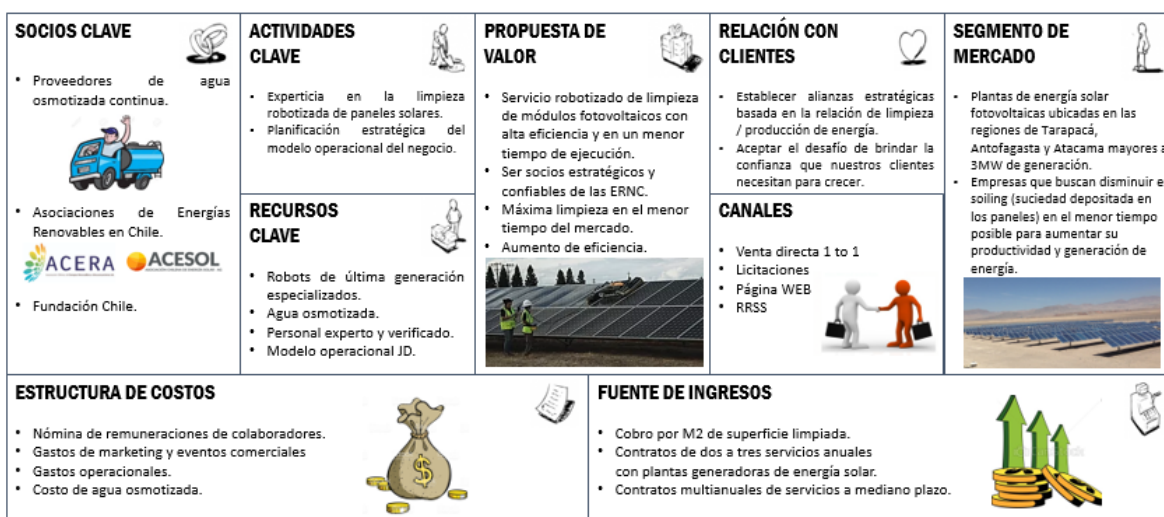 SOCIOS CLAVE
• Proveedores de agua
osmotizada continua.
• Asociaciones de Energías
Renovables en Chile.
ACERA
ACESOL
• Fundación Chile.
ACTIVIDADES
CLAVE
- Experticia en la limpieza
robotizada de paneles solares.
- Planificación estratégica del
modelo operacional del negocio.
RECURSOS
CLAVE
• Robots de última generación
especializados.
• Agua osmotizada.
• Personal experto y verificado.
• Modelo operacional JD.
PROPUESTA DE
VALOR
• Servicio robotizado de limpieza
de módulos fotovoltaicos con
alta eficiencia y en un menor
tiempo de ejecución.
• Ser socios estratégicos y
confiables de las ERNC.
• Máxima limpieza en el menor
tiempo del mercado.
• Aumento de eficiencia.
RELACIÓN CON
CLIENTES
- Establecer alianzas estratégicas
basada en la relación de limpieza
/ producción de energía.
- Aceptar el desafío de brindar la
confianza que nuestros clientes
necesitan para crecer.
CANALES
• Venta directa 1 to 1
• Licitaciones
• Página WEB
• RRSS
SEGMENTO DE
MERCADO
- Plantas de energía solar
fotovoltaicas ubicadas en las
regiones de Tarapacá,
Antofagasta y Atacama mayores a
3MW de generación.
- Empresas que buscan disminuir e
soiling (suciedad depositada en
los paneles) en el menor tiempo
posible para aumentar su
productividad y generación de
energía.
ESTRUCTURA DE COSTOS
• Nómina de remuneraciones de colaboradores.
• Gastos de marketing y eventos comerciales
• Gastos operacionales.
• Costo de agua osmotizada.
FUENTE DE INGRESOS
• Cobro por M2 de superficie limpiada.
• Contratos de dos a tres servicios anuales
con plantas generadoras de energía solar.
• Contratos multianuales de servicios a mediano plazo.